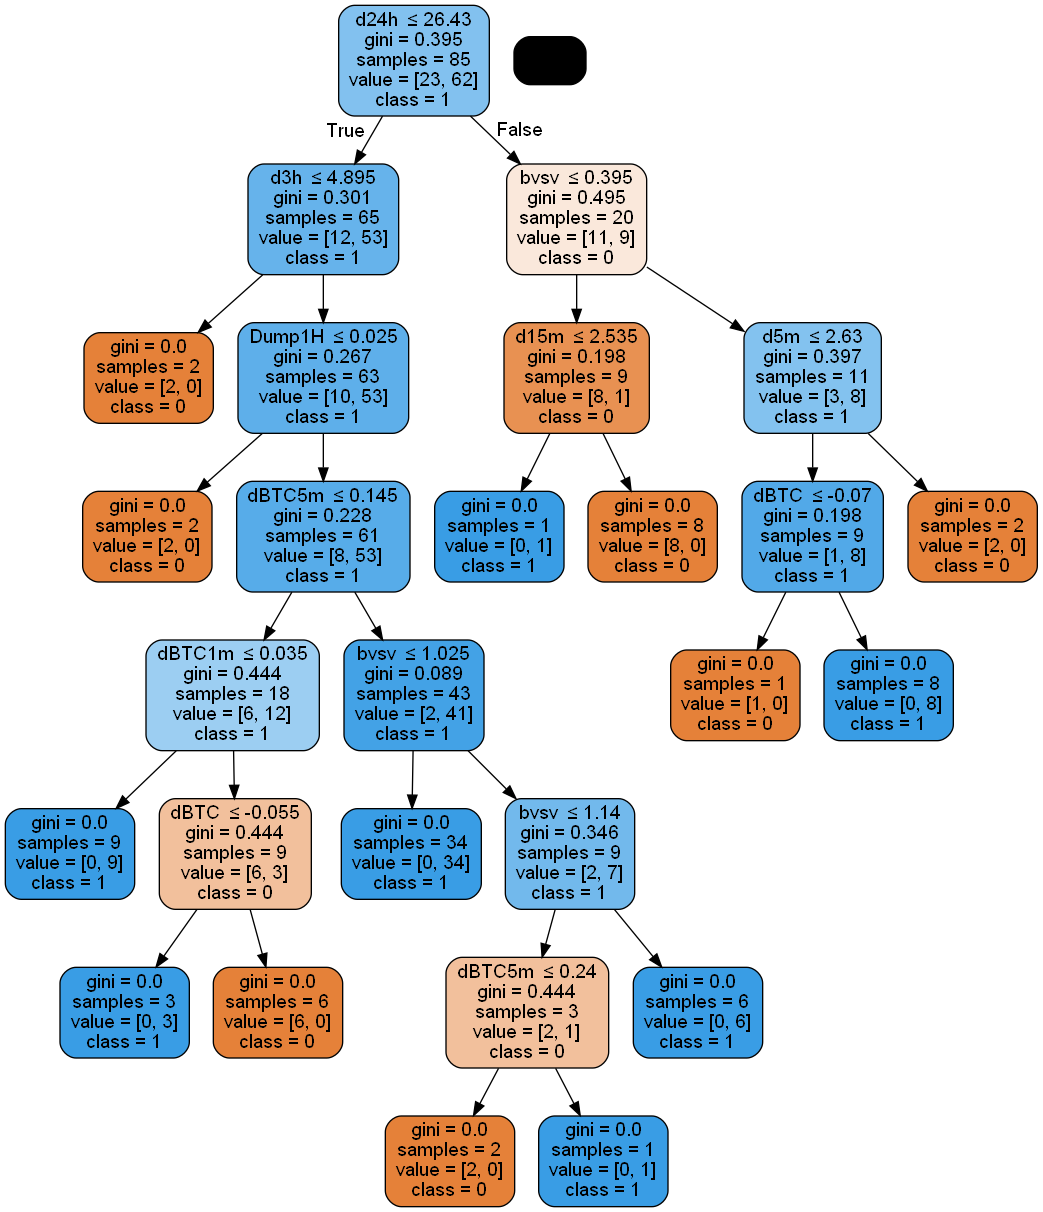 d24h ≤ 26.43
gini = 0.395
samples = 85
value = [23, 62]
class = 1
True
False
d3h ≤ 4.895
gini = 0.301
samples = 65
value = [12, 53]
class = 1
bvsv ≤ 0.395
gini = 0.495
samples = 20
value = [11, 9]
class = 0
gini = 0.0
samples = 2
value = [2, 0]
class = 0
Dump1H ≤ 0.025
gini = 0.267
samples = 63
value = [10, 53]
class = 1
d15m ≤ 2.535
gini = 0.198
samples = 9
value = [8, 1]
class = 0
d5m ≤ 2.63
gini = 0.397
samples = 11
value = [3, 8]
class = 1
gini = 0.0
samples = 2
value = [2, 0]
class = 0
dBTC5m ≤ 0.145
gini = 0.228
samples = 61
value = [8, 53]
class = 1
gini = 0.0
samples = 1
value = [0, 1]
class = 1
gini = 0.0
samples = 8
value = [8, 0]
class = 0
dBTC ≤ -0.07
gini = 0.198
samples = 9
value = [1, 8]
class = 1
gini = 0.0
samples = 2
value = [2, 0]
class = 0
dBTC1m ≤ 0.035
gini = 0.444
samples = 18
value = [6, 12]
class = 1
bvsv ≤ 1.025
gini = 0.089
samples = 43
value = [2, 41]
class = 1
gini = 0.0
samples = 1
value = [1, 0]
class = 0
gini = 0.0
samples = 8
value = [0, 8]
class = 1
gini = 0.0
samples = 9
value = [0, 9]
class = 1
dBTC ≤ -0.055
gini = 0.444
samples = 9
value = [6, 3]
class = 0
gini = 0.0
samples = 34
value = [0, 34]
class = 1
bvsv ≤ 1.14
gini = 0.346
samples = 9
value = [2, 7]
class = 1
gini = 0.0
samples = 3
value = [0, 3]
class = 1
gini = 0.0
samples = 6
value = [6, 0]
class = 0
dBTC5m ≤ 0.24
gini = 0.444
samples = 3
value = [2, 1]
class = 0
gini = 0.0
samples = 6
value = [0, 6]
class = 1
gini = 0.0
samples = 2
value = [2, 0]
class = 0
gini = 0.0
samples = 1
value = [0, 1]
class = 1